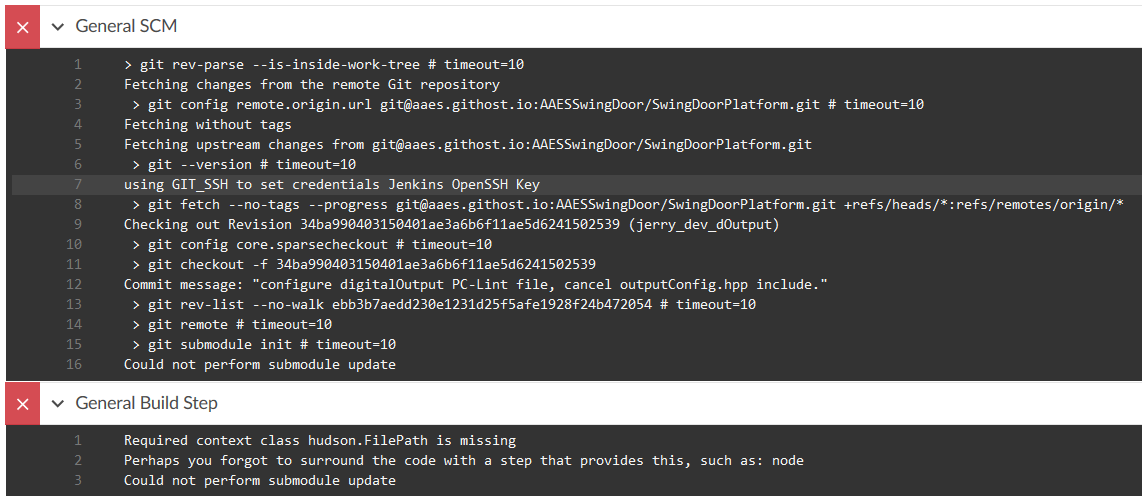 General SCM
1 > git rev-parse --is-inside-work-tree # timeout=10
2 Fetching changes from the remote Git repository
3 > git config remote.origin.url git@aaes.githost.io:AAESSwingDoor/SwingDoorPlatform.git # timeout=10
4 Fetching without tags
5 Fetching upstream changes from git@aaes.githost.io:AAESSwingDoor/SwingDoorPlatform.git
6 > git --version # timeout=10
7 using GIT_SSH to set credentials Jenkins OpenSSH Key
8 > git fetch --no-tags --progress git@aaes.githost.io:AAESSwingDoor/SwingDoorPlatform.git +refs/heads/*:refs/remotes/origin/*
9 Checking out Revision 34ba990403150401ae3a6b6f11ae5d6241502539 (jerry_dev_dOutput)
10 > git config core.sparsecheckout # timeout=10
11 > git checkout -f 34ba990403150401ae3a6b6f11ae5d6241502539
12 Commit message: "configure digitalOutput PC-Lint file, cancel outputConfig.hpp include."
13 > git rev-list --no-walk ebb3b7aedd230e1231d25f5afe1928f24b472054 # timeout=10
14 > git remote # timeout=10
15 > git submodule init # timeout=10
16 Could not perform submodule update
General Build Step
1 Required context class hudson.FilePath is missing
2 Perhaps you forgot to surround the code with a step that provides this, such as: node
3 Could not perform submodule update